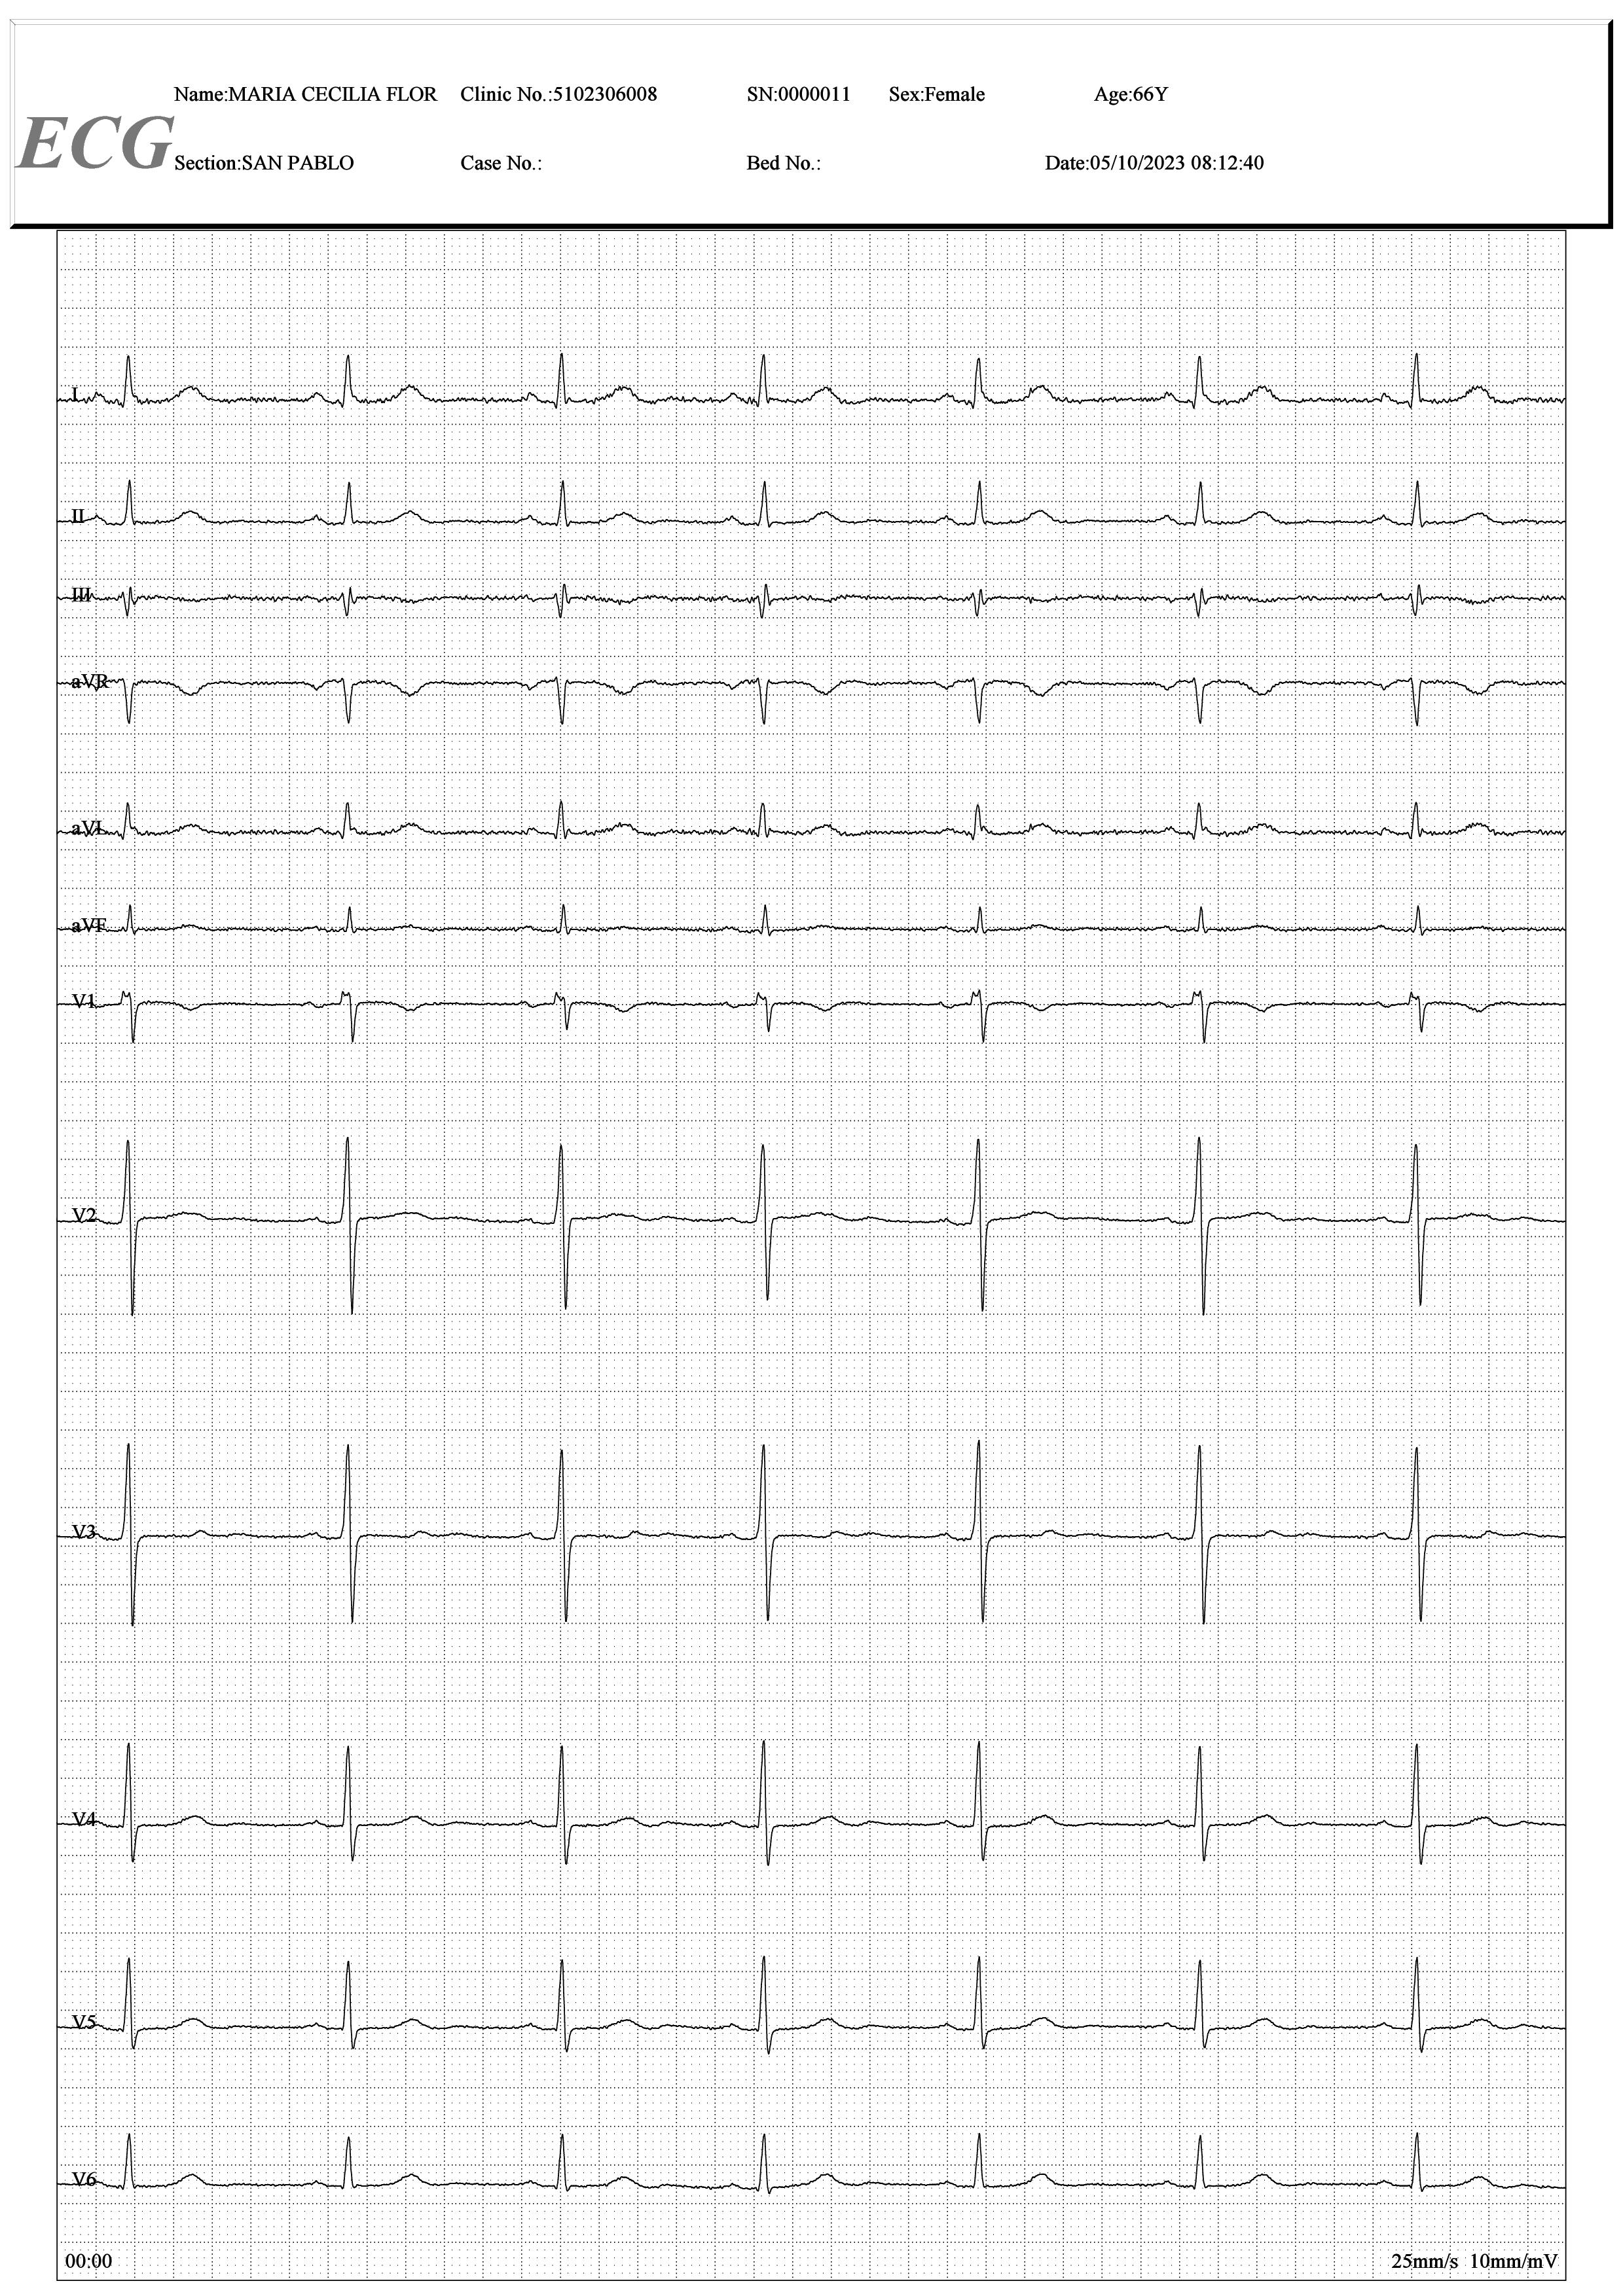 Name:MARIA CECILIA FLOR Clinic No.:5102306008 SN:0000011 Sex:Female Age:66Y
ECG
Section:SAN PABLO Case No.: Bed No.: Date:05/10/2023 08:12:40
I
II
III
aVR
aVL
aVF
V1
V2
V3
V4
V5
V6
00:00 25mm/s 10mm/mV